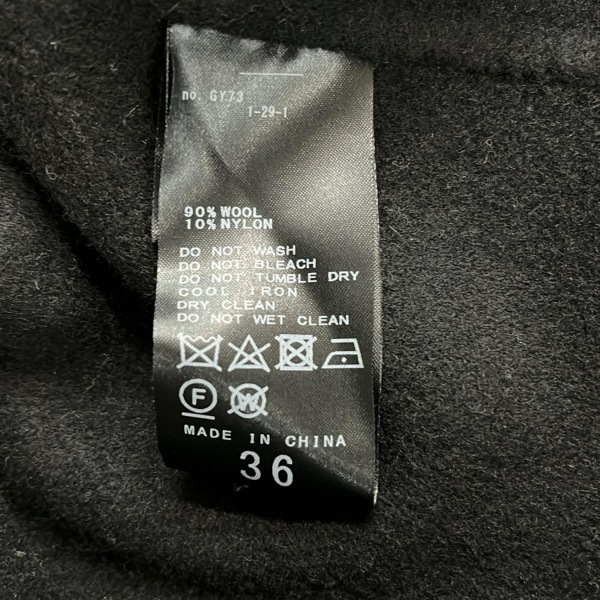 no. GY73
1-29-1
90% WOOL
10% NYLON
DO NOT WASH
DO NOT BLEACH
DO NOT TUMBLE DRY
COOL IRON
DRY CLEAN
DO NOT WET CLEAN
F W
MADE IN CHINA
36